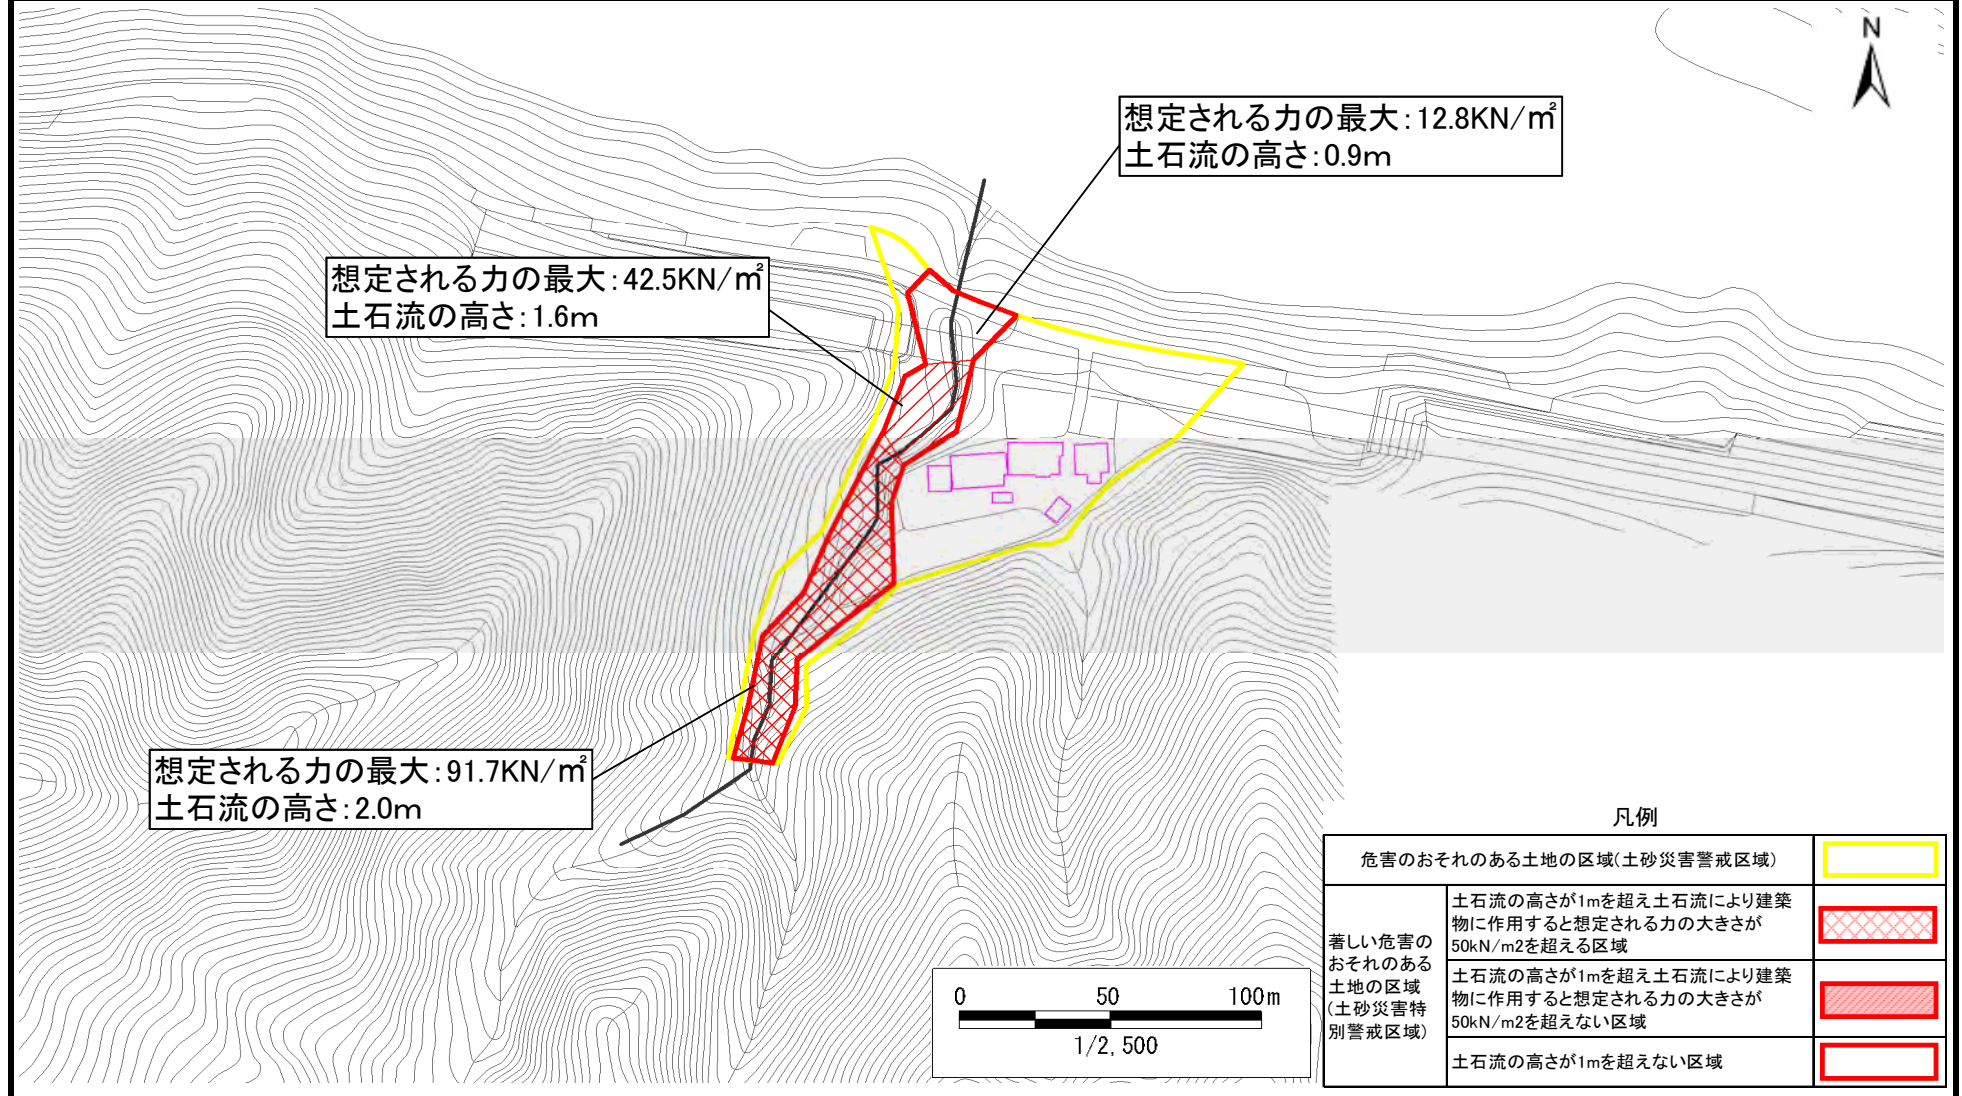 N
想定される力の最大:12.8KN/㎡
土石流の高さ:0.9m
想定される力の最大:42.5KN/㎡
土石流の高さ:1.6m
想定される力の最大:91.7KN/㎡
土石流の高さ:2.0m
凡例
危害のおそれのある土地の区域(土砂災害警戒区域)
著しい危害の
おそれのある
土地の区域
(土砂災害特
別警戒区域)
土石流の高さが1mを超え土石流により建築
物に作用すると想定される力の大きさが
50kN/m2を超える区域
土石流の高さが1mを超え土石流により建築
物に作用すると想定される力の大きさが
50kN/m2を超えない区域
土石流の高さが1mを超えない区域
0 50 100m
1/2,500